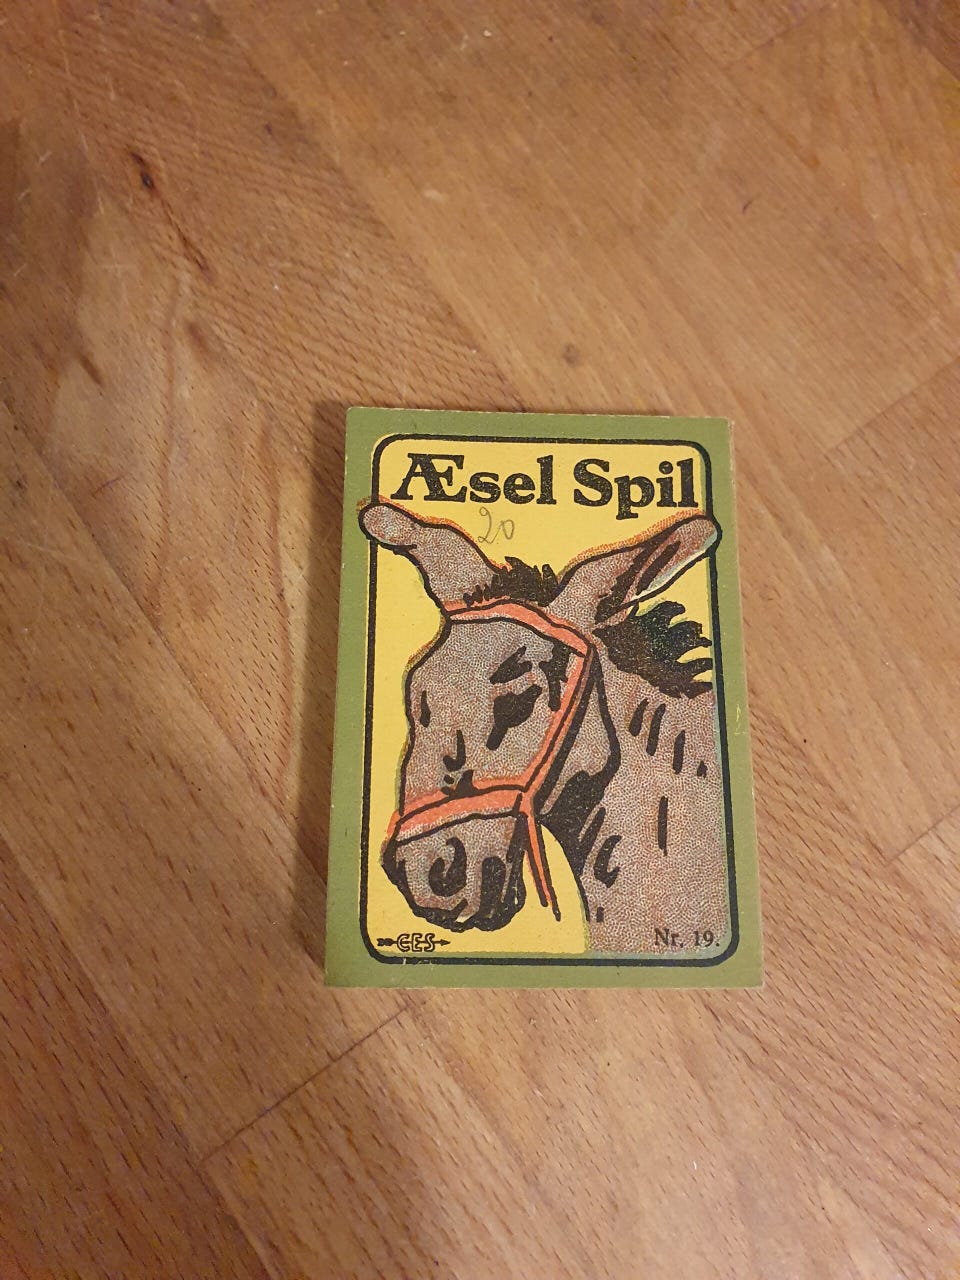 Æsel Spil
20
CES
Nr. 19.